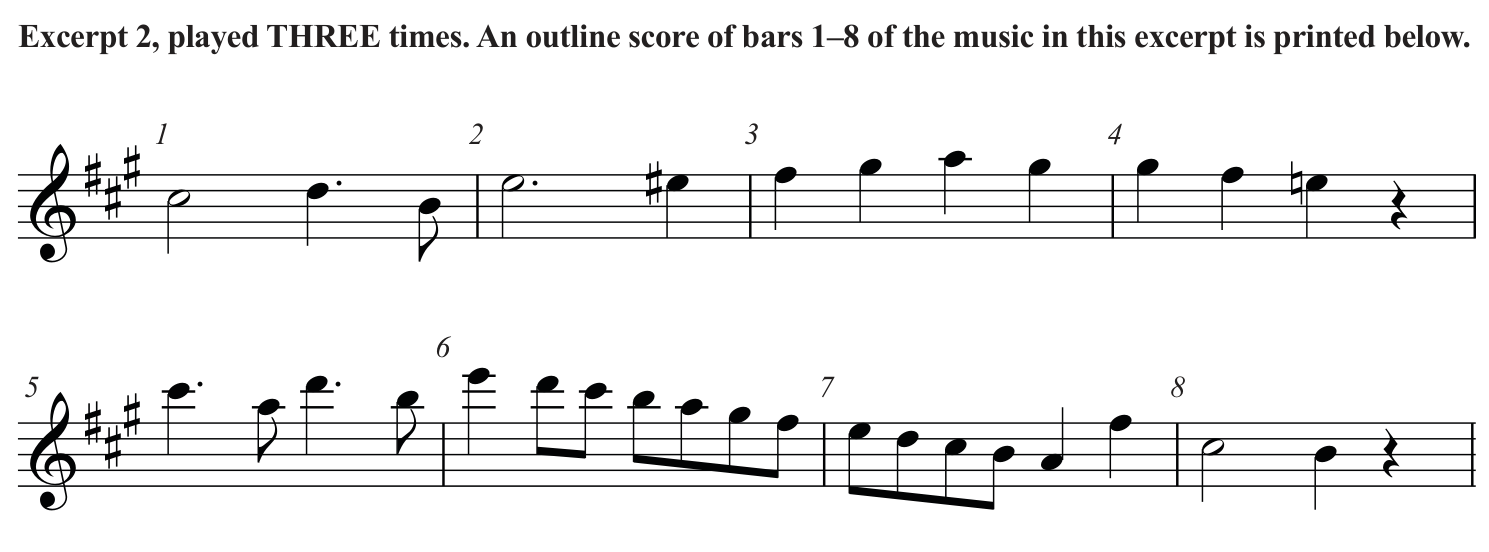 Excerpt 2, played THREE times. An outline score of bars 1–8 of the music in this excerpt is printed below.
1 2 3 4
5 6 7 8